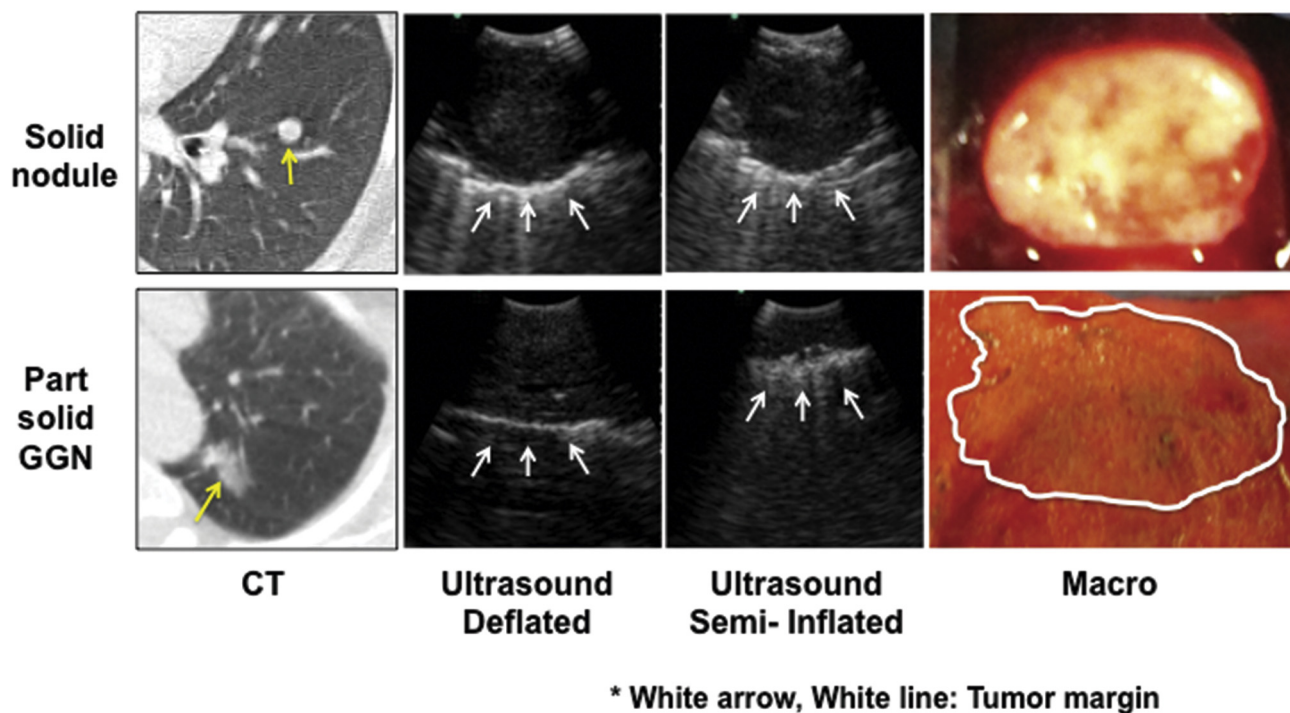 Solid
nodule
Part
solid
GGN
CT
Ultrasound
Deflated
Ultrasound
Semi- Inflated
Macro
* White arrow, White line: Tumor margin